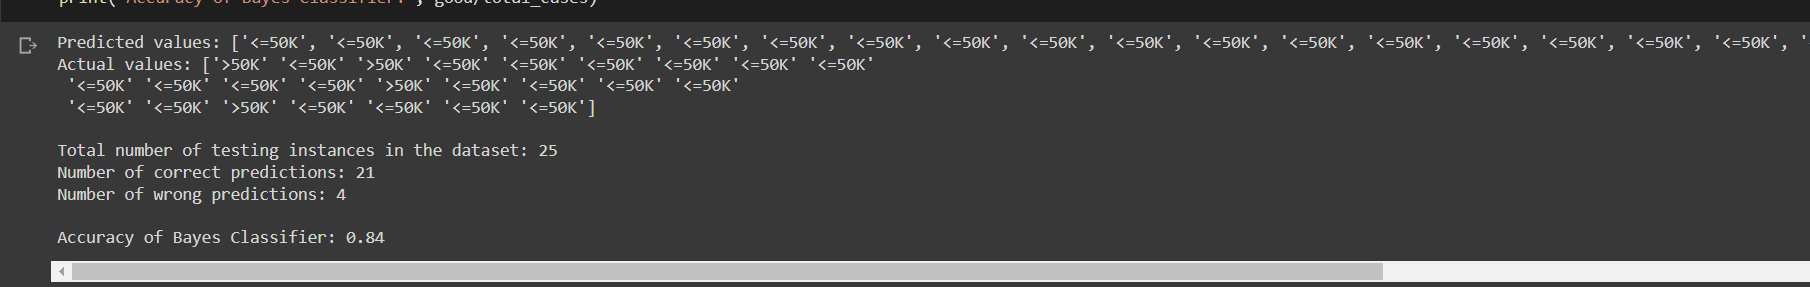 print("Accuracy of Bayes Classifier:", good/total_cases)
Predicted values: ['<=50K', '<=50K', '<=50K', '<=50K', '<=50K', '<=50K', '<=50K', '<=50K', '<=50K', '<=50K', '<=50K', '<=50K', '<=50K', '<=50K', '<=50K', '<=50K', '<=50K', '<=50K', '
Actual values: ['>50K' '<=50K' '>50K' '<=50K' '<=50K' '<=50K' '<=50K' '<=50K' '<=50K'
'<=50K' '<=50K' '<=50K' '<=50K' '>50K' '<=50K' '<=50K' '<=50K' '<=50K'
'<=50K' '<=50K' '>50K' '<=50K' '<=50K' '<=50K' '<=50K']
Total number of testing instances in the dataset: 25
Number of correct predictions: 21
Number of wrong predictions: 4
Accuracy of Bayes Classifier: 0.84